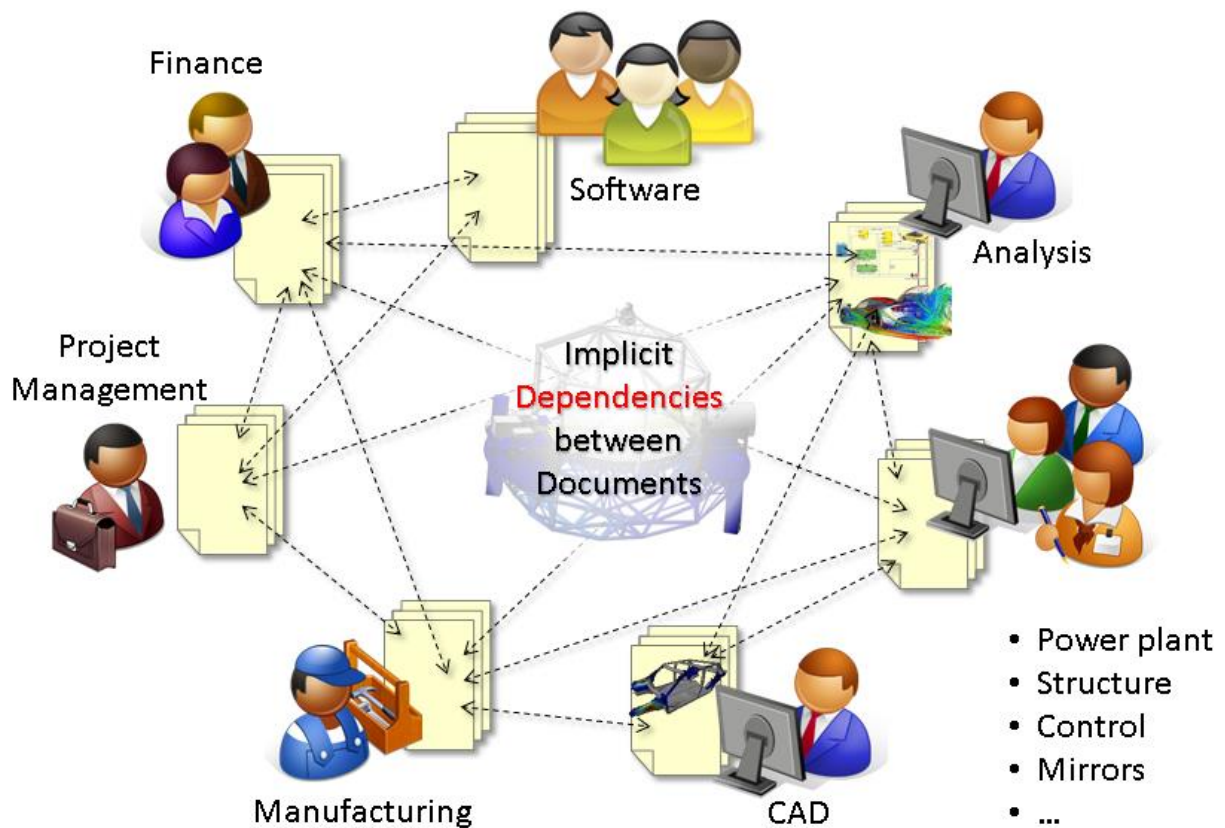 Finance
Software
Analysis
Project
Management
Implicit
Dependencies
between
Documents
Manufacturing
CAD
• Power plant
• Structure
• Control
• Mirrors
• ...